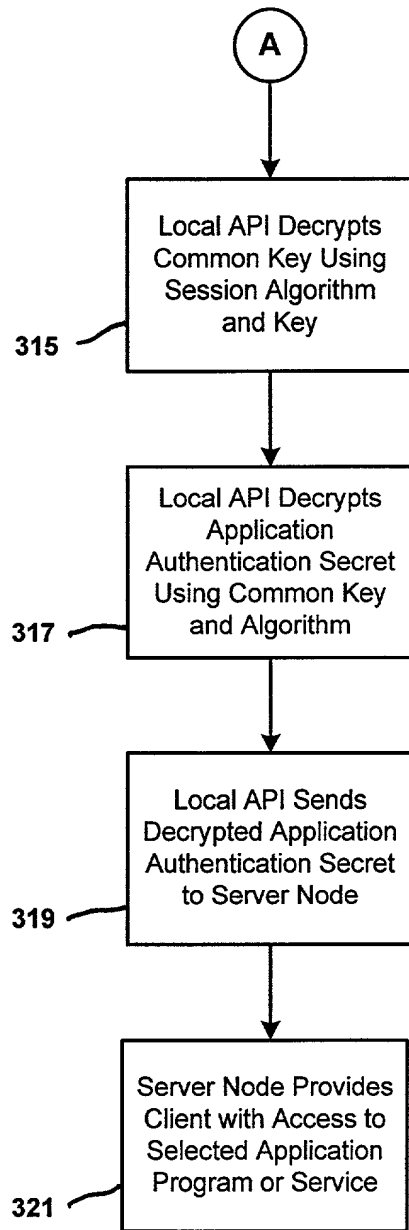 A
Local API Decrypts
Common Key Using
Session Algorithm
and Key
315
Local API Decrypts
Application
Authentication Secret
Using Common Key
and Algorithm
317
Local API Sends
Decrypted Application
Authentication Secret
to Server Node
319
Server Node Provides
Client with Access to
Selected Application
Program or Service
321